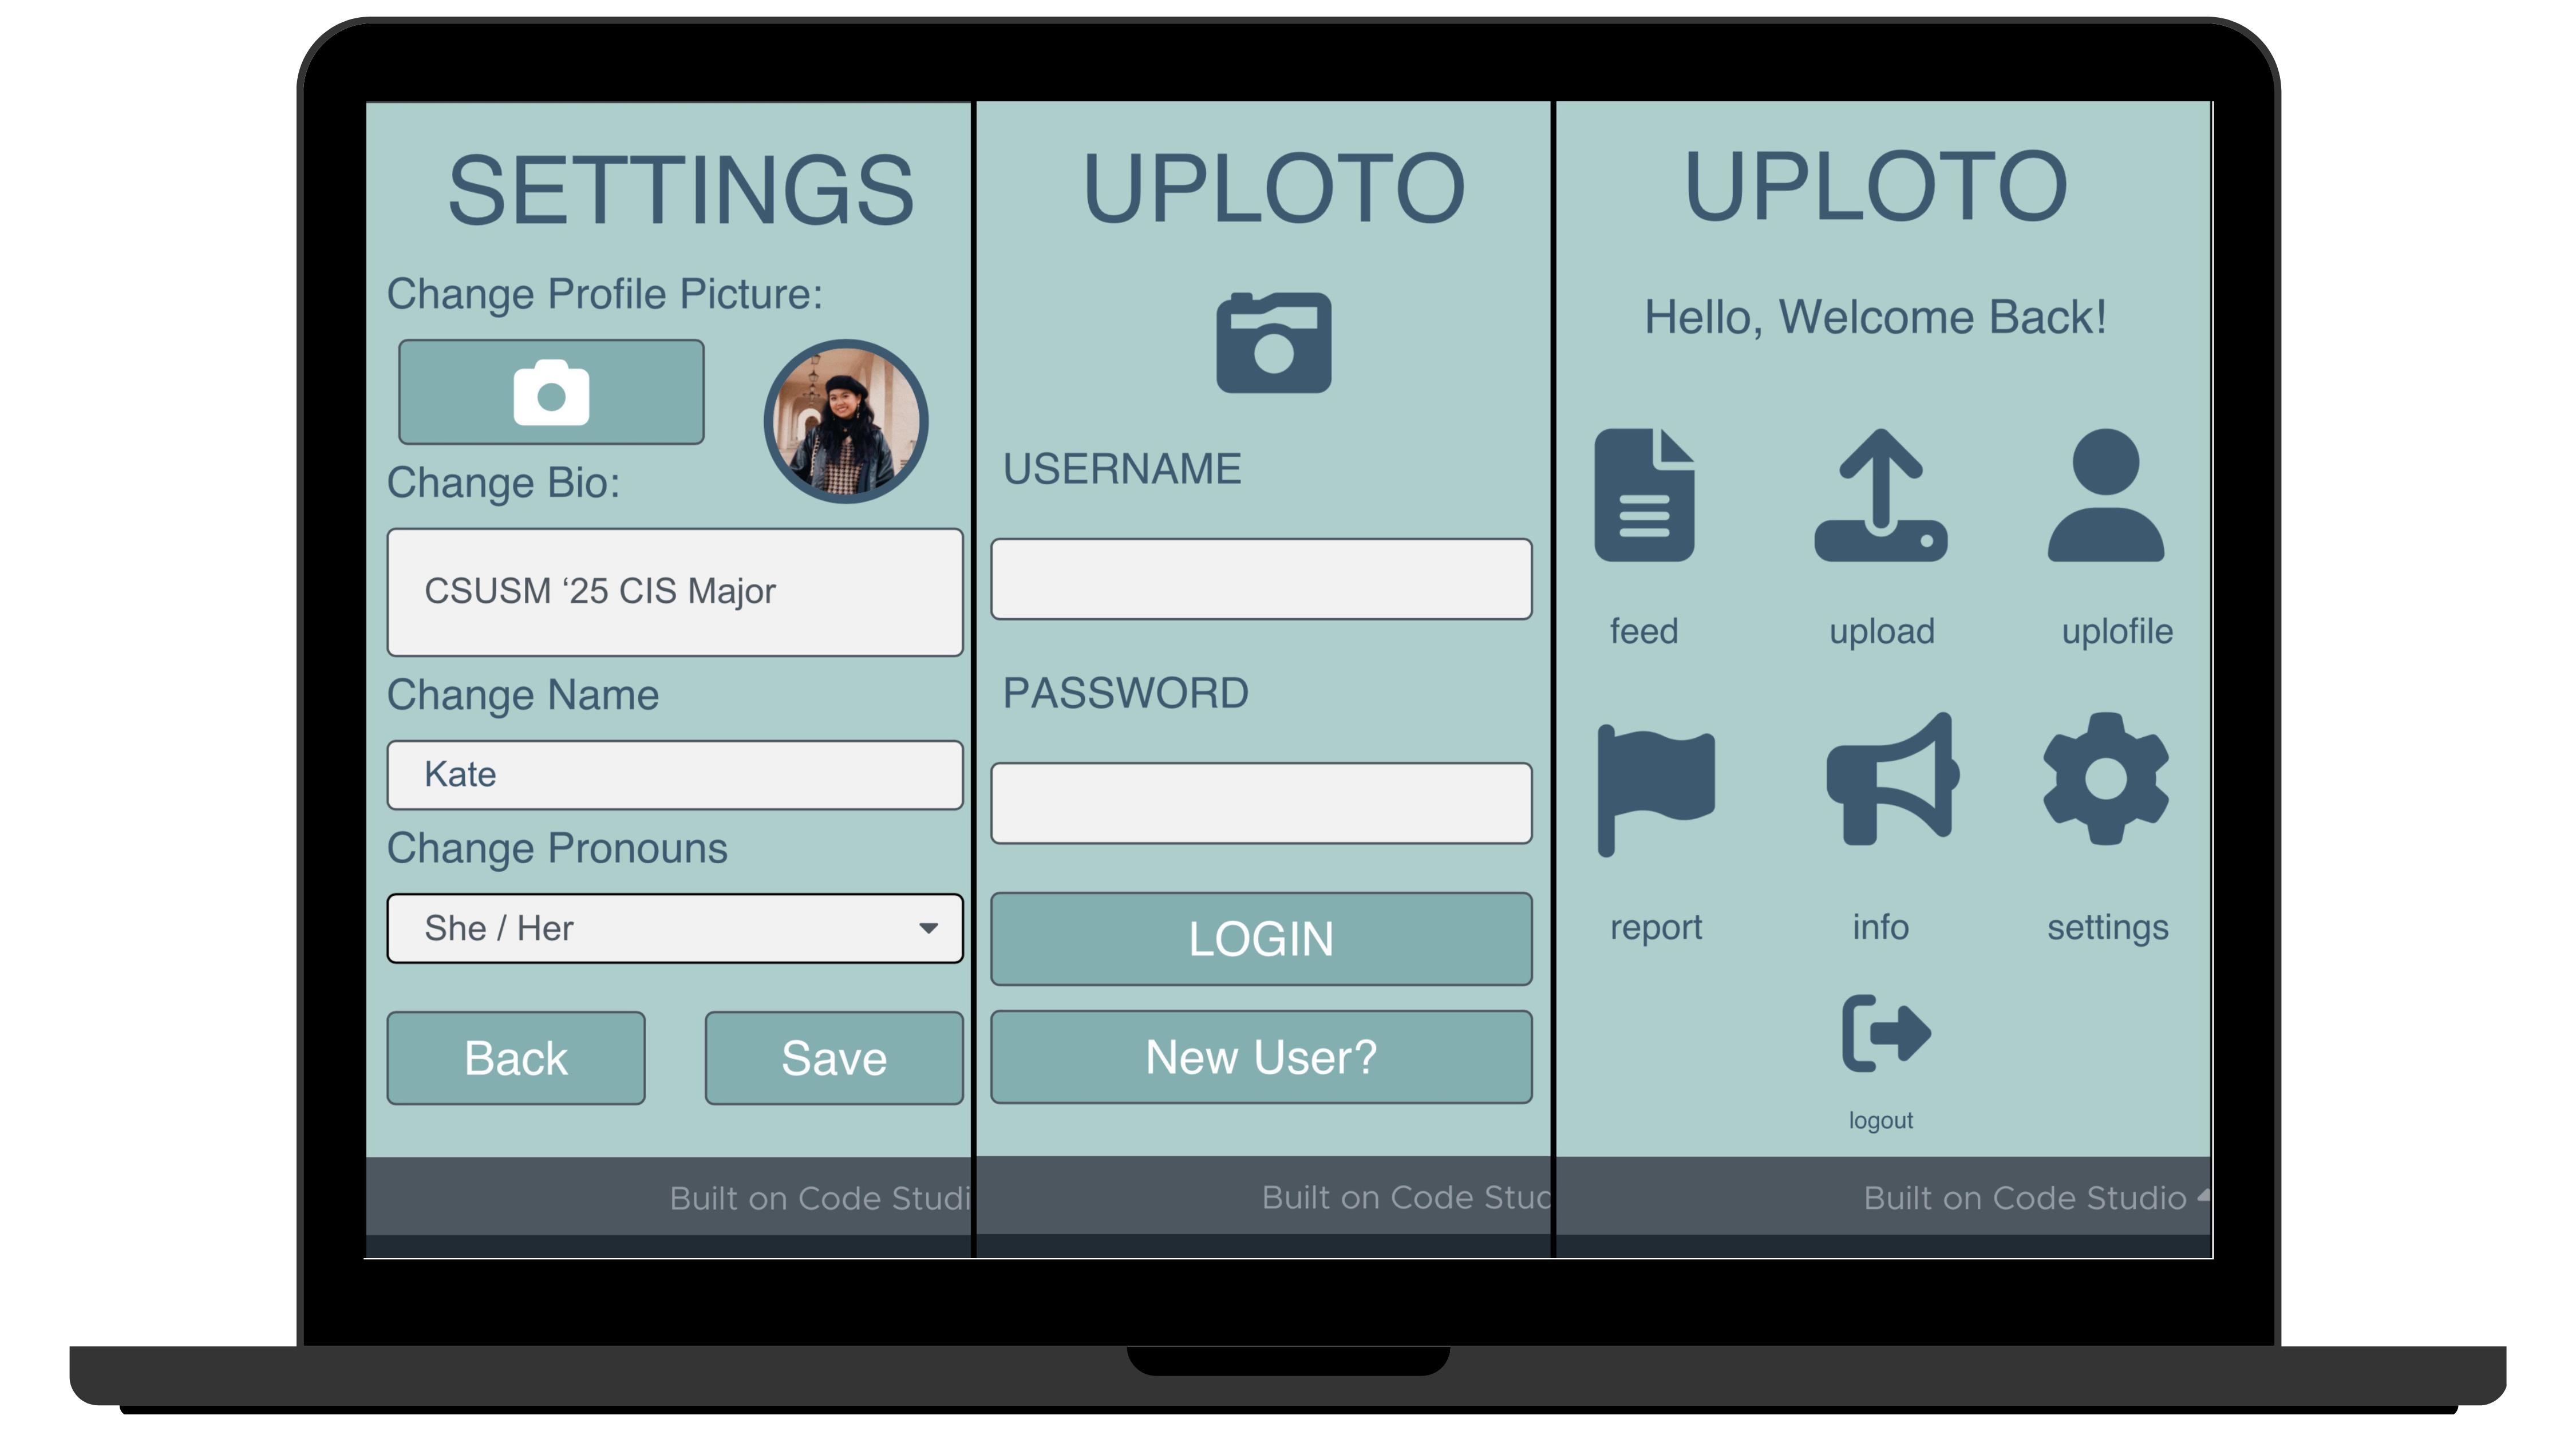 SETTINGS
Change Profile Picture:
Change Bio:
CSUSM ‘25 CIS Major
Change Name
Kate
Change Pronouns
She / Her
Back
Save
Built on Code Studi
UPLOTO
USERNAME
PASSWORD
LOGIN
New User?
Built on Code Stud
UPLOTO
Hello, Welcome Back!
feed
upload
uplofile
report
info
settings
logout
Built on Code Studio